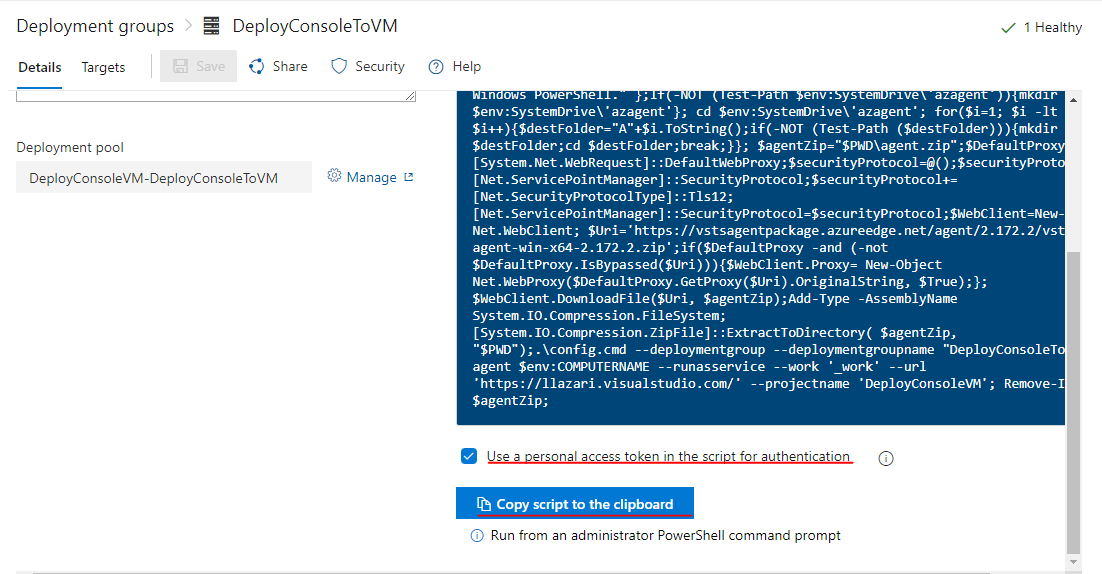 Deployment groups > DeployConsoleToVM
1 Healthy
Details Targets Save Share Security Help
Deployment pool
DeployConsoleVM-DeployConsoleToVM Manage
Windows PowerShell." };If(-NOT (Test-Path $env:SystemDrive\'azagent')){mkdir
$env:SystemDrive\'azagent'}; cd $env:SystemDrive\'azagent'; for($i=1; $i -lt
$i++){$destFolder="A"+$i.ToString();if(-NOT (Test-Path ($destFolder))){mkdir
$destFolder;cd $destFolder;break;}}; $agentZip="$PWD\agent.zip";$DefaultProxy
[System.Net.WebRequest]::DefaultWebProxy;$securityProtocol=@();$securityProto
[Net.ServicePointManager]::SecurityProtocol;$securityProtocol+=
[Net.SecurityProtocolType]::Tls12;
[Net.ServicePointManager]::SecurityProtocol=$securityProtocol;$WebClient=New-
Net.WebClient; $Uri='https://vstsagentpackage.azureedge.net/agent/2.172.2/vst
agent-win-x64-2.172.2.zip';if($DefaultProxy -and (-not
$DefaultProxy.IsBypassed($Uri))){$WebClient.Proxy= New-Object
Net.WebProxy($DefaultProxy.GetProxy($Uri).OriginalString, $True);};
$WebClient.DownloadFile($Uri, $agentZip);Add-Type -AssemblyName
System.IO.Compression.FileSystem;
[System.IO.Compression.ZipFile]::ExtractToDirectory( $agentZip,
"$PWD");.\config.cmd --deploymentgroup --deploymentgroupname "DeployConsoleTo
agent $env:COMPUTERNAME --runasservice --work '_work' --url
'https://llazari.visualstudio.com/' --projectname 'DeployConsoleVM'; Remove-I
$agentZip;
Use a personal access token in the script for authentication
Copy script to the clipboard
Run from an administrator PowerShell command prompt